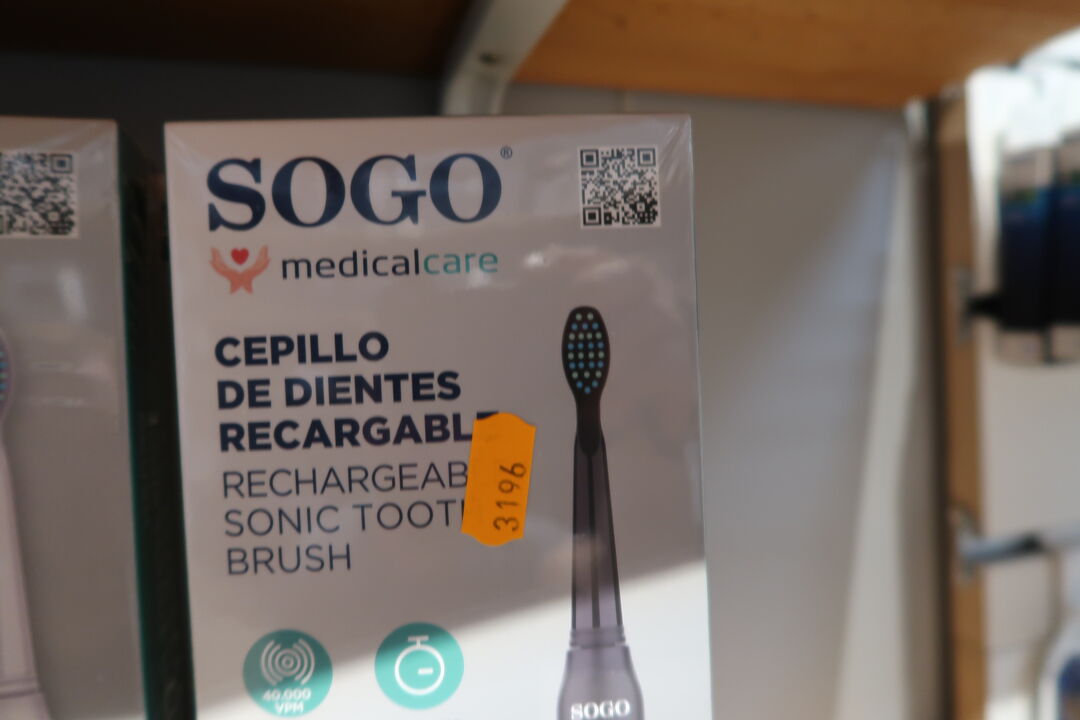 SOGO®
medicalcare
CEPILLO
DE DIENTES
RECARGABL
RECHARGEAB
SONIC TOOT
BRUSH
3196
40.000
VPM
SOGO